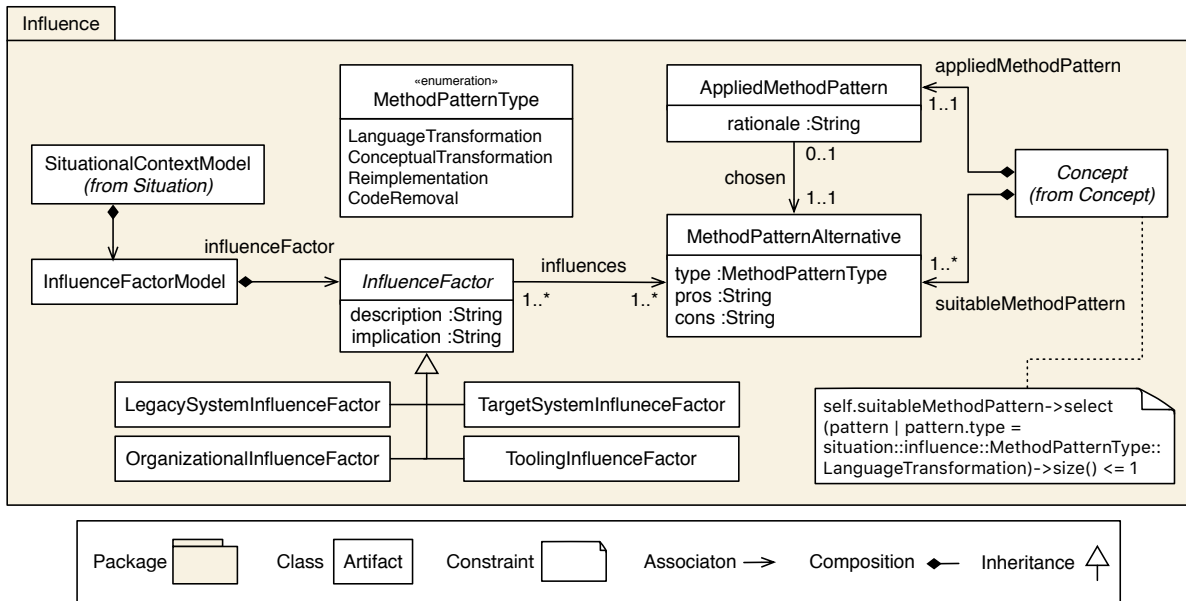 Influence
«enumeration»
MethodPatternType
LanguageTransformation
ConceptualTransformation
Reimplementation
CodeRemoval
AppliedMethodPattern
rationale :String
appliedMethodPattern
1..1
SituationalContextModel
(from Situation)
0..1
chosen
1..1
Concept
(from Concept)
influenceFactor
InfluenceFactorModel
InfluenceFactor
description :String
implication :String
influences
1..*
1..*
MethodPatternAlternative
type :MethodPatternType
pros :String
cons :String
1..*
suitableMethodPattern
LegacySystemInfluenceFactor
TargetSystemInfluneceFactor
OrganizationalInfluenceFactor
ToolingInfluenceFactor
self.suitableMethodPattern->select
(pattern | pattern.type =
situation::influence::MethodPatternType::
LanguageTransformation)->size() <= 1
Package
Class
Artifact
Constraint
Associaton
Composition
Inheritance